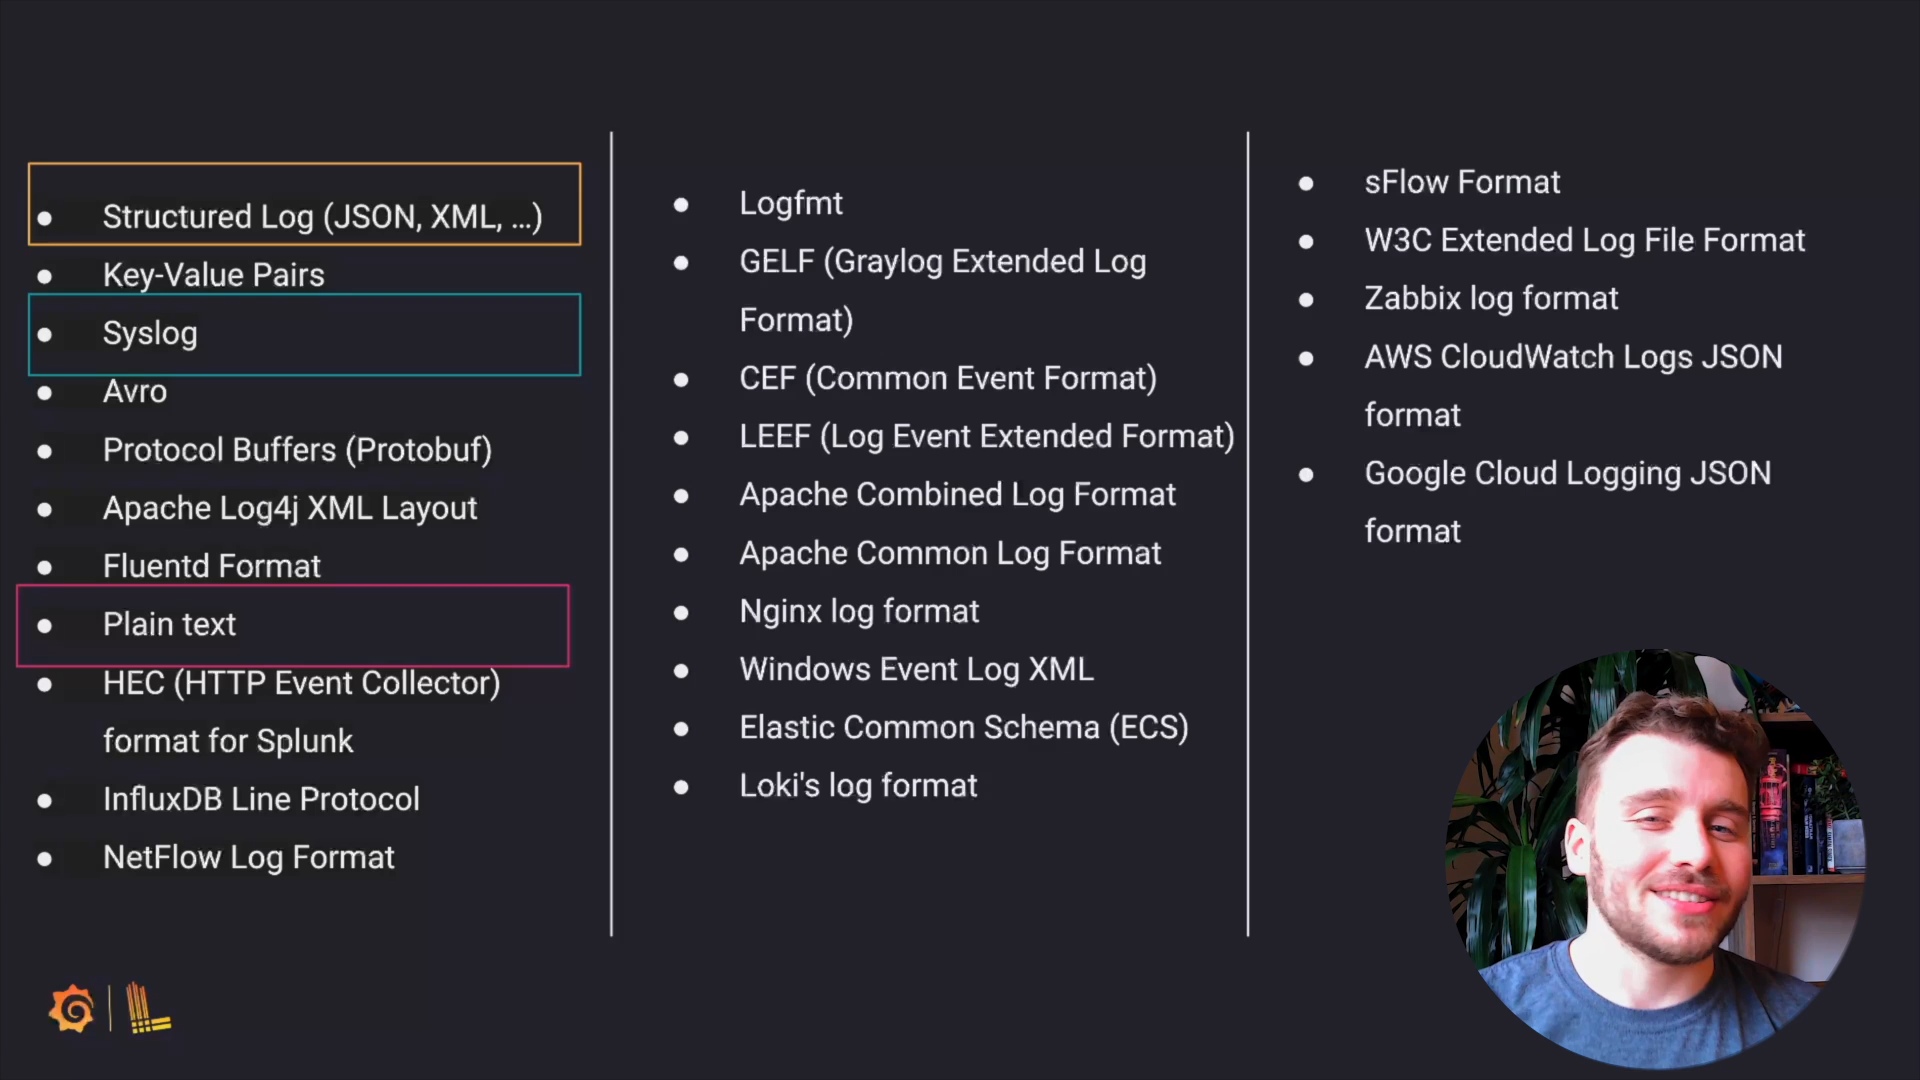 Structured Log (JSON, XML, ...)
Key-Value Pairs
Syslog
Avro
Protocol Buffers (Protobuf)
Apache Log4j XML Layout
Fluentd Format
Plain text
HEC (HTTP Event Collector)
format for Splunk
InfluxDB Line Protocol
NetFlow Log Format
Logfmt
GELF (Graylog Extended Log
Format)
CEF (Common Event Format)
LEEF (Log Event Extended Format)
Apache Combined Log Format
Apache Common Log Format
Nginx log format
Windows Event Log XML
Elastic Common Schema (ECS)
Loki's log format
sFlow Format
W3C Extended Log File Format
Zabbix log format
AWS CloudWatch Logs JSON
format
Google Cloud Logging JSON
format